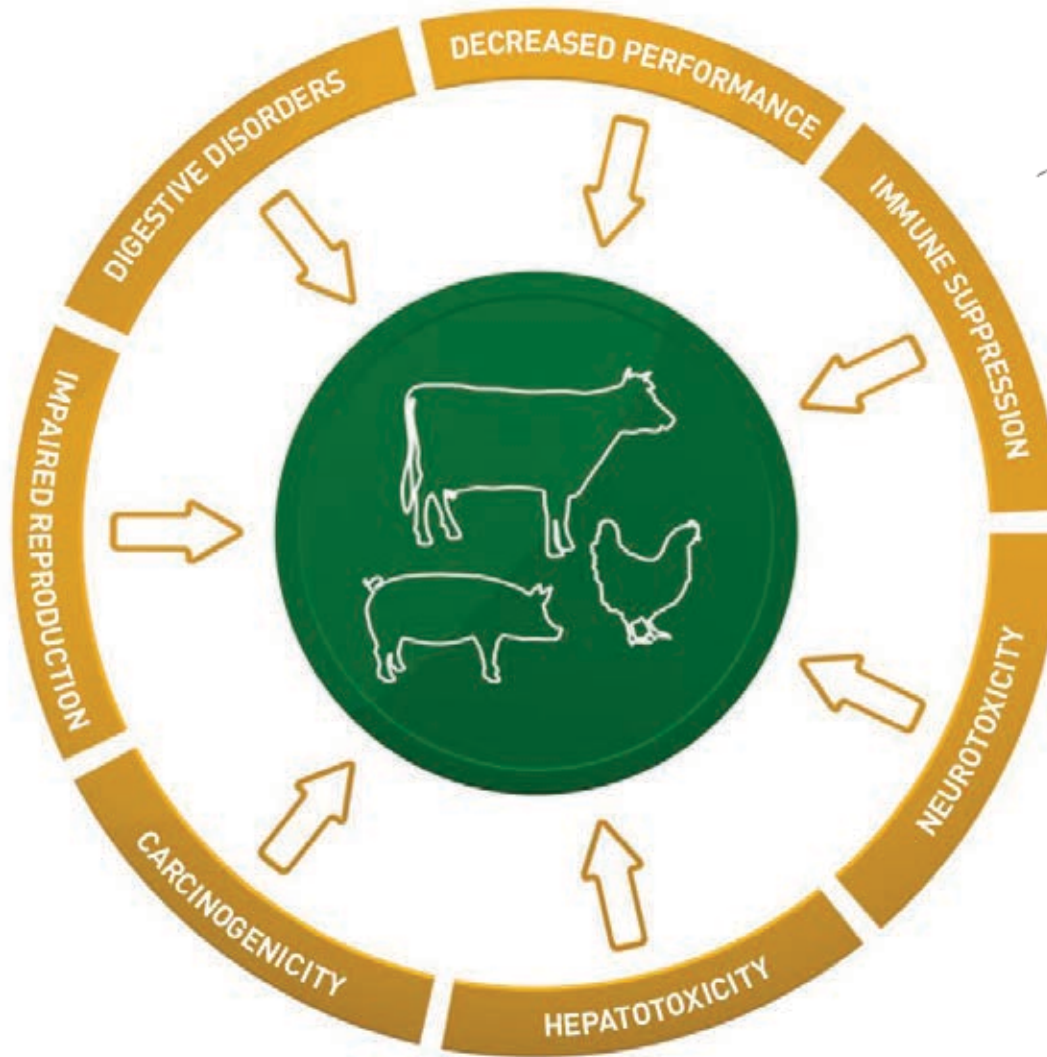 DECREASED PERFORMANCE
IMMUNE SUPPRESSION
NEUROTOXICITY
HEPATOTOXICITY
CARCINOGENICITY
IMPAIRED REPRODUCTION
DIGESTIVE DISORDERS